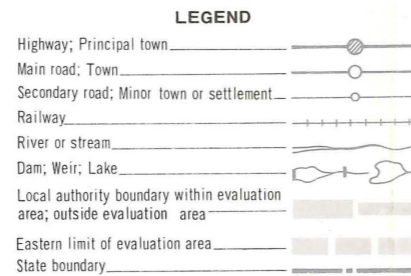 LEGEND
Highway; Principal town
Main road; Town
Secondary road; Minor town or settlement
Railway
River or stream
Dam; Weir; Lake
Local authority boundary within evaluation
area; outside evaluation area
Eastern limit of evaluation area
State boundary